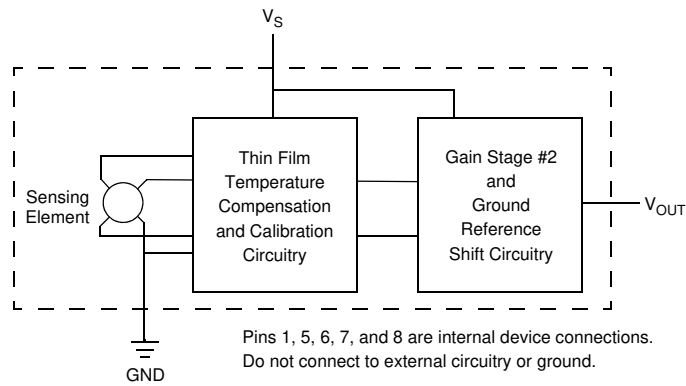 VS
Sensing
Element
Thin Film
Temperature
Compensation
and Calibration
Circuitry
Gain Stage #2
and
Ground
Reference
Shift Circuitry
VOUT
GND
Pins 1, 5, 6, 7, and 8 are internal device connections.
Do not connect to external circuitry or ground.